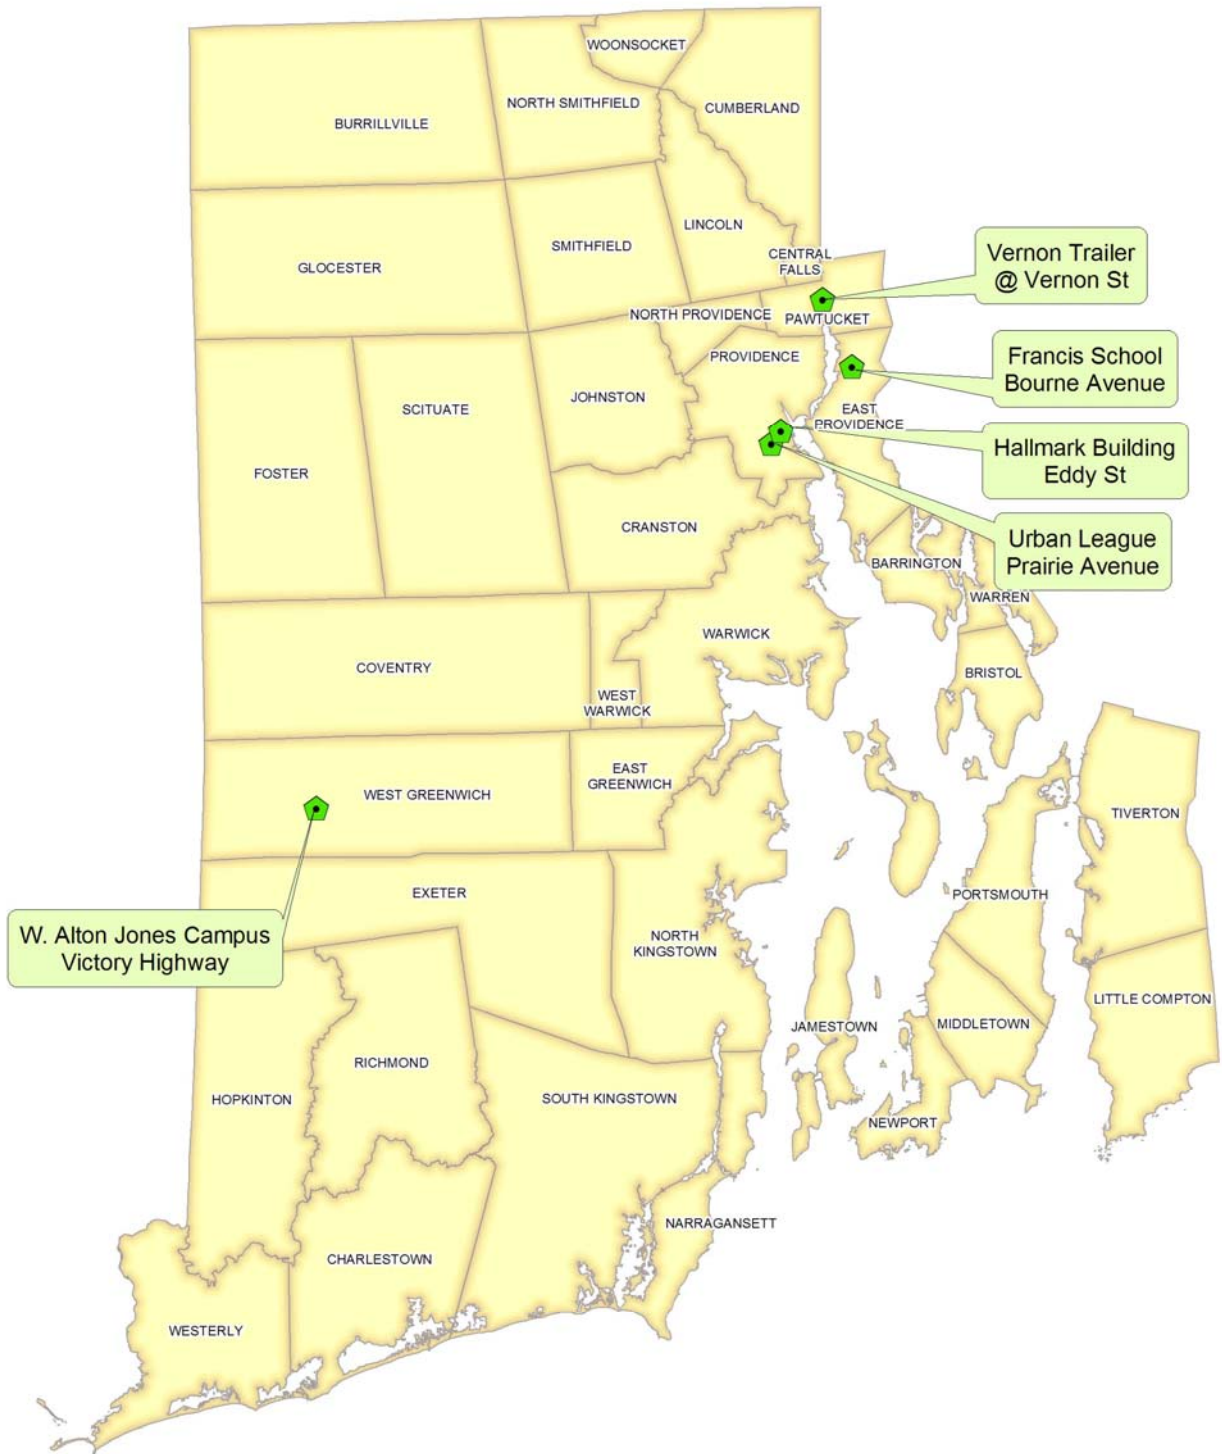 WOONSOCKET
NORTH SMITHFIELD
CUMBERLAND
BURRILLVILLE
LINCOLN
SMITHFIELD
GLOCESTER
CENTRAL
FALLS
Vernon Trailer
@ Vernon St
NORTH PROVIDENCE
PAWTUCKET
PROVIDENCE
Francis School
Bourne Avenue
JOHNSTON
SCITUATE
EAST
PROVIDENCE
Hallmark Building
Eddy St
FOSTER
CRANSTON
Urban League
Prairie Avenue
BARRINGTON
WARREN
WARWICK
COVENTRY
BRISTOL
WEST
WARWICK
EAST
GREENWICH
WEST GREENWICH
TIVERTON
EXETER
PORTSMOUTH
W. Alton Jones Campus
Victory Highway
NORTH
KINGSTOWN
LITTLE COMPTON
JAMESTOWN
MIDDLETOWN
RICHMOND
HOPKINTON
SOUTH KINGSTOWN
NEWPORT
NARRAGANSETT
CHARLESTOWN
WESTERLY